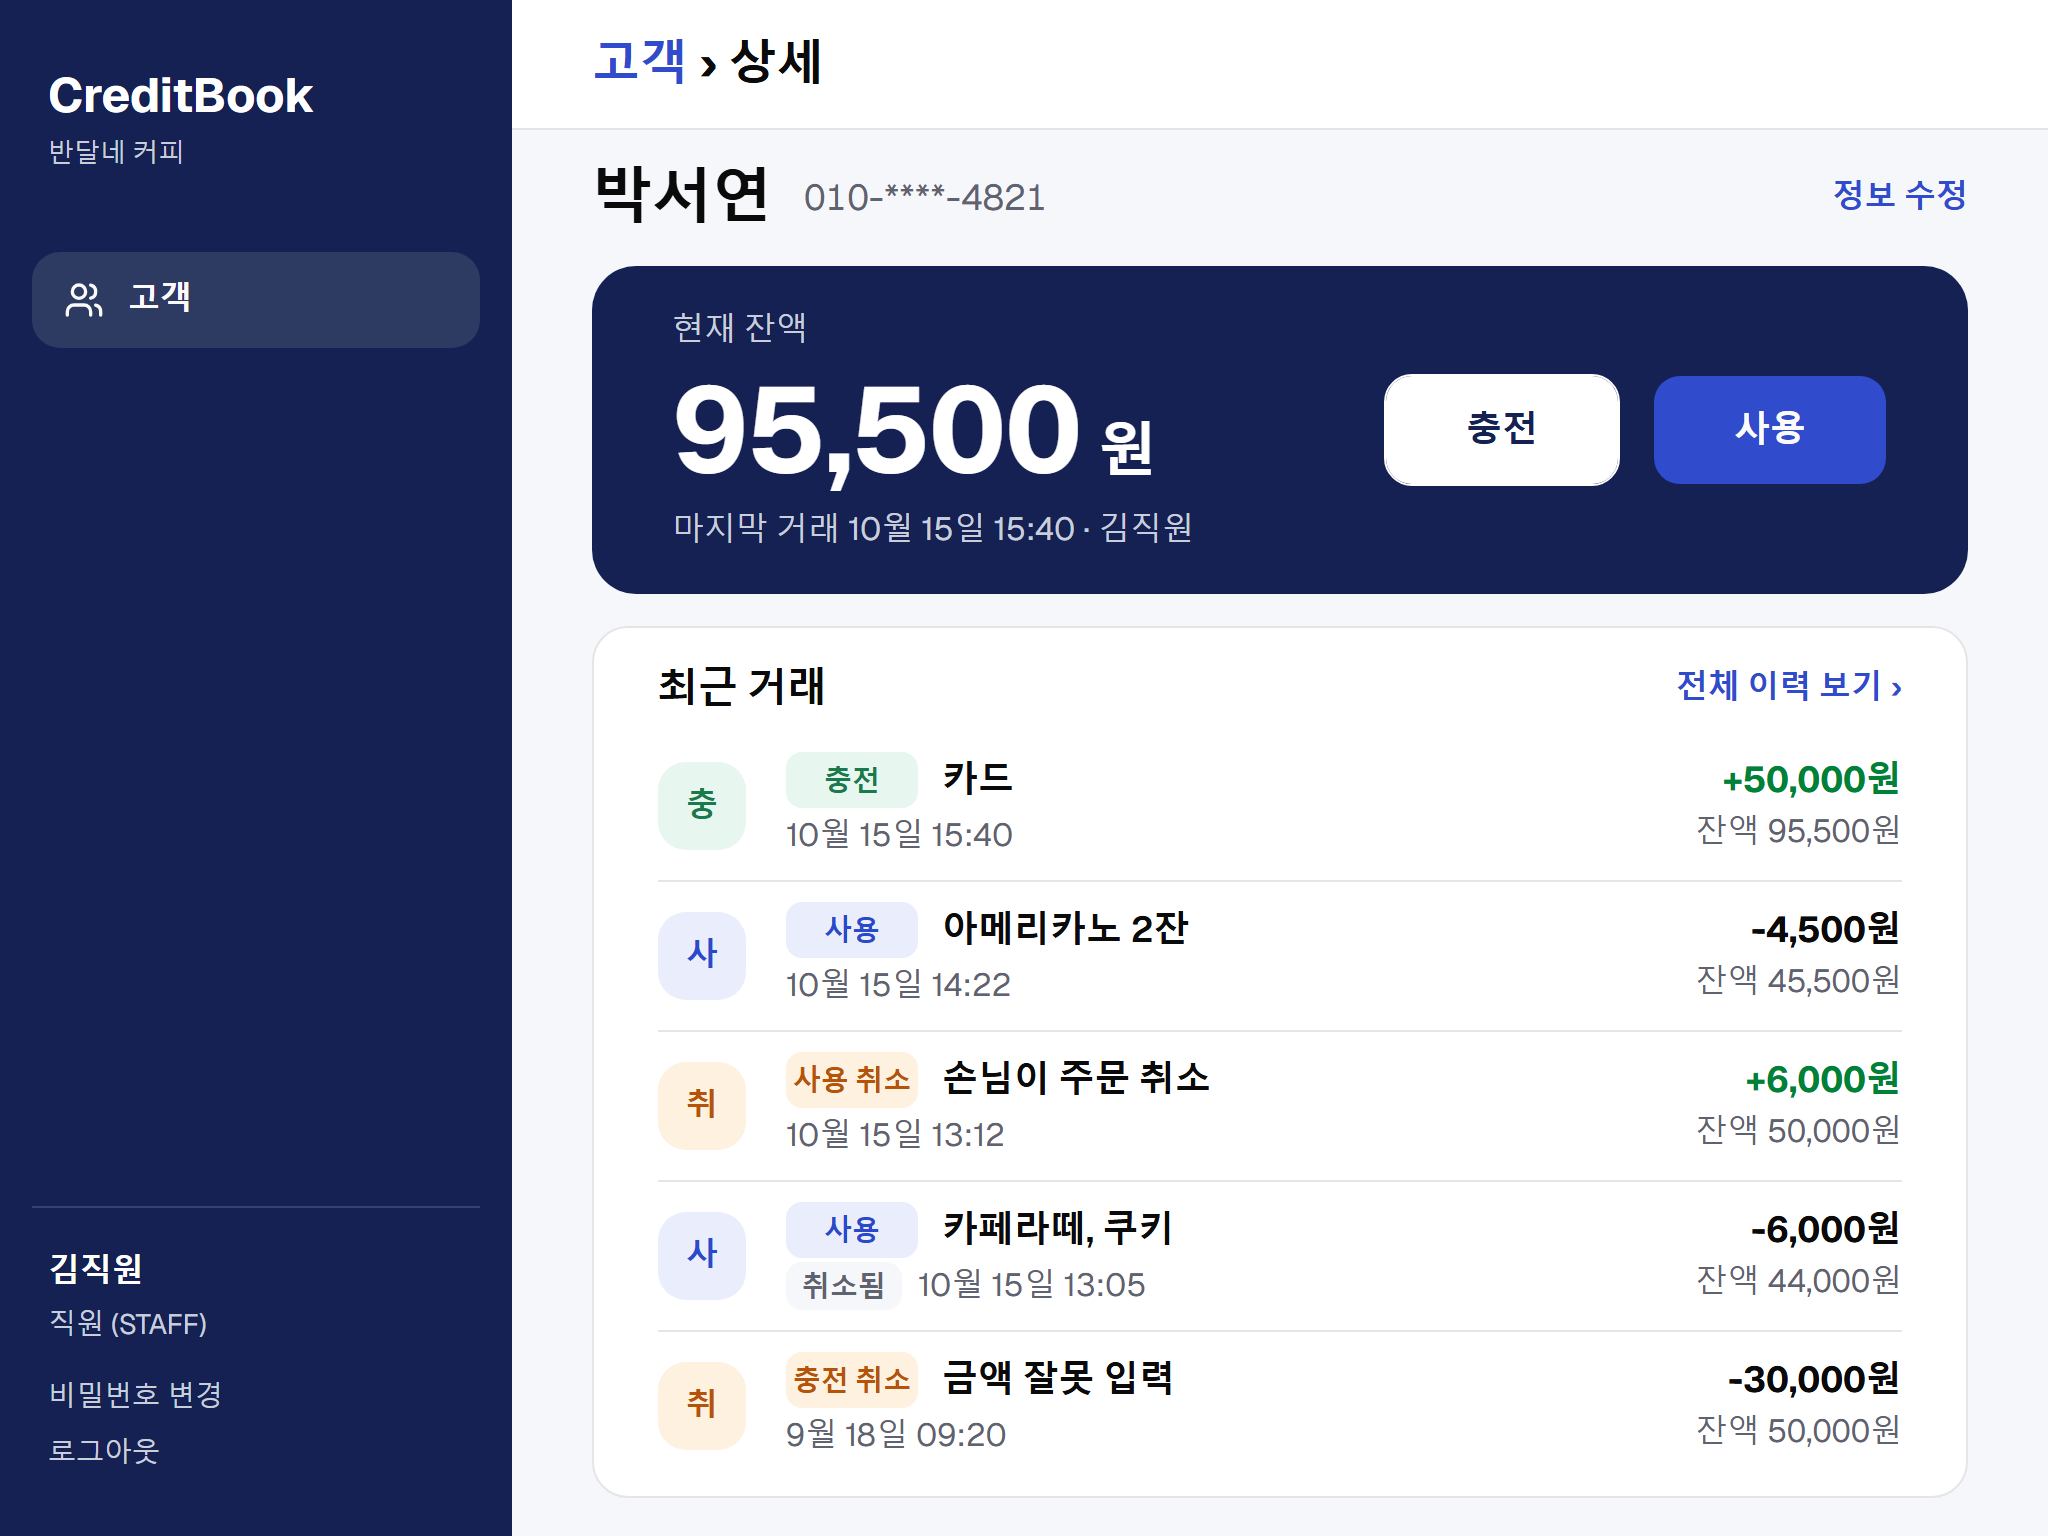 CreditBook
반달네 커피
고객
김직원
직원 (STAFF)
비밀번호 변경
로그아웃
고객 › 상세
박서연 010-****-4821
정보 수정
현재 잔액
95,500 원
마지막 거래 10월 15일 15:40 · 김직원
충전
사용
최근 거래
전체 이력 보기 ›
충
충전 카드
10월 15일 15:40
+50,000원
잔액 95,500원
사
사용 아메리카노 2잔
10월 15일 14:22
-4,500원
잔액 45,500원
취
사용 취소 손님이 주문 취소
10월 15일 13:12
+6,000원
잔액 50,000원
사
사용 카페라떼, 쿠키
취소됨 10월 15일 13:05
-6,000원
잔액 44,000원
취
충전 취소 금액 잘못 입력
9월 18일 09:20
-30,000원
잔액 50,000원